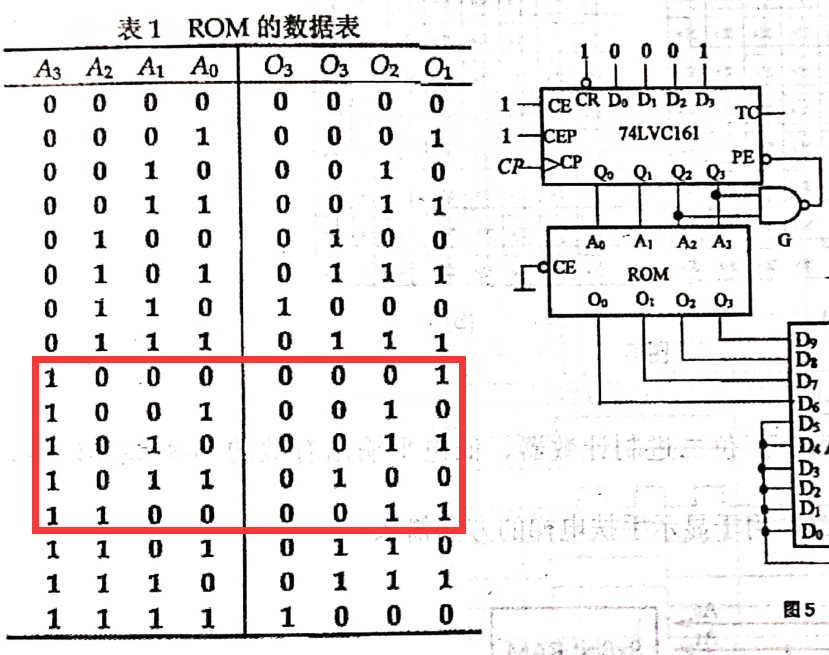 表 1 ROM 的数据表
A3 A2 A1 A0 O3 O3 O2 O1
0 0 0 0 0 0 0 0
0 0 0 1 0 0 0 1
0 0 1 0 0 0 1 0
0 0 1 1 0 0 1 1
0 1 0 0 0 1 0 0
0 1 0 1 0 1 1 1
0 1 1 0 1 0 0 0
0 1 1 1 0 1 1 1
1 0 0 0 0 0 0 1
1 0 0 1 0 0 1 0
1 0 1 0 0 0 1 1
1 0 1 1 0 1 0 0
1 1 0 0 0 0 1 1
1 1 0 1 0 1 1 0
1 1 1 0 0 1 1 1
1 1 1 1 1 0 0 0
1 0 0 0 1
1 CE CR D0 D1 D2 D3
TC
1 CEP 74LVC161
CP CP PE
Q0 Q1 Q2 Q3
G
A0 A1 A2 A3
CE ROM
O0 O1 O2 O3
D9
D8
D7
D6
D5
D4
D3
D2
D1
D0
图5